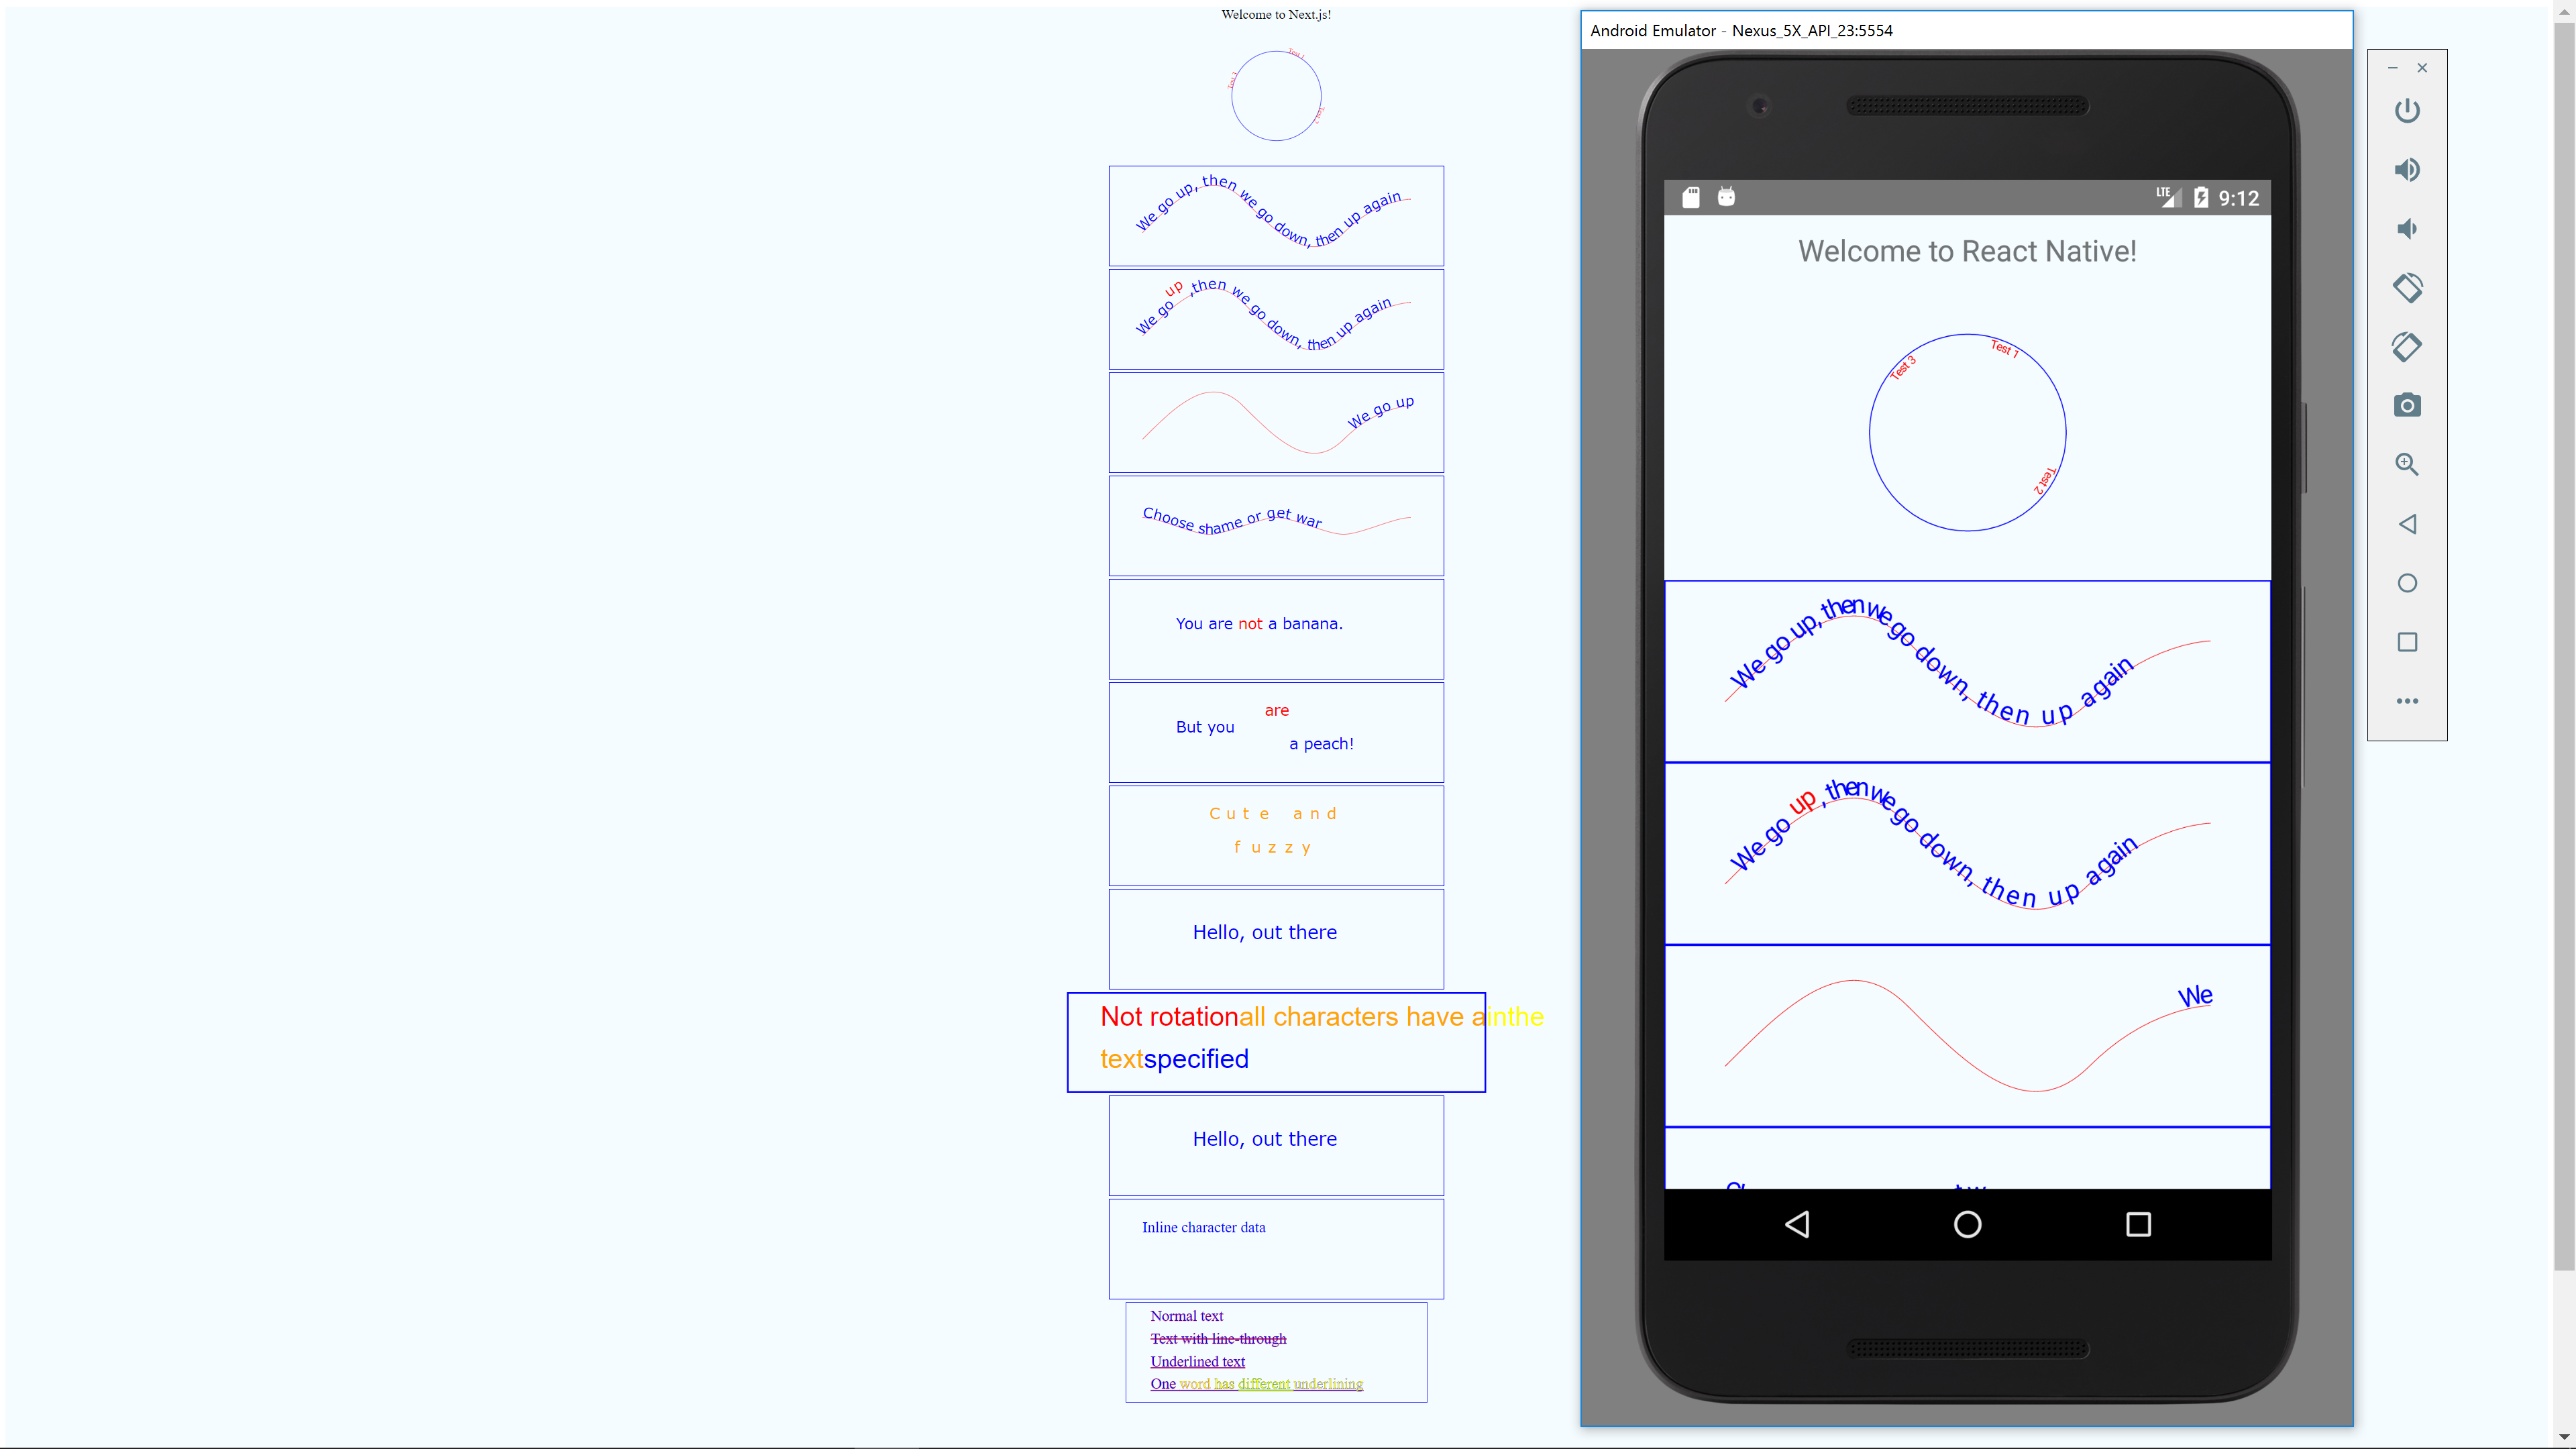 Welcome to Next.js!
Test 1
Test 3
Test 2
We go up, then we go down, then up again
We go up ,then we go down, then up again
We go up
Choose shame or get war
You are not a banana.
are
But you
a peach!
Cute and
fuzzy
Hello, out there
Not rotationall characters have ainthe
textspecified
Hello, out there
Inline character data
Normal text
Text with line-through
Underlined text
One word has different underlining
Android Emulator - Nexus_5X_API_23:5554
LTE
9:12
Welcome to React Native!
Test 1
Test 3
Test 2
We go up, then we go down, then up again
We go up ,then we go down, then up again
We